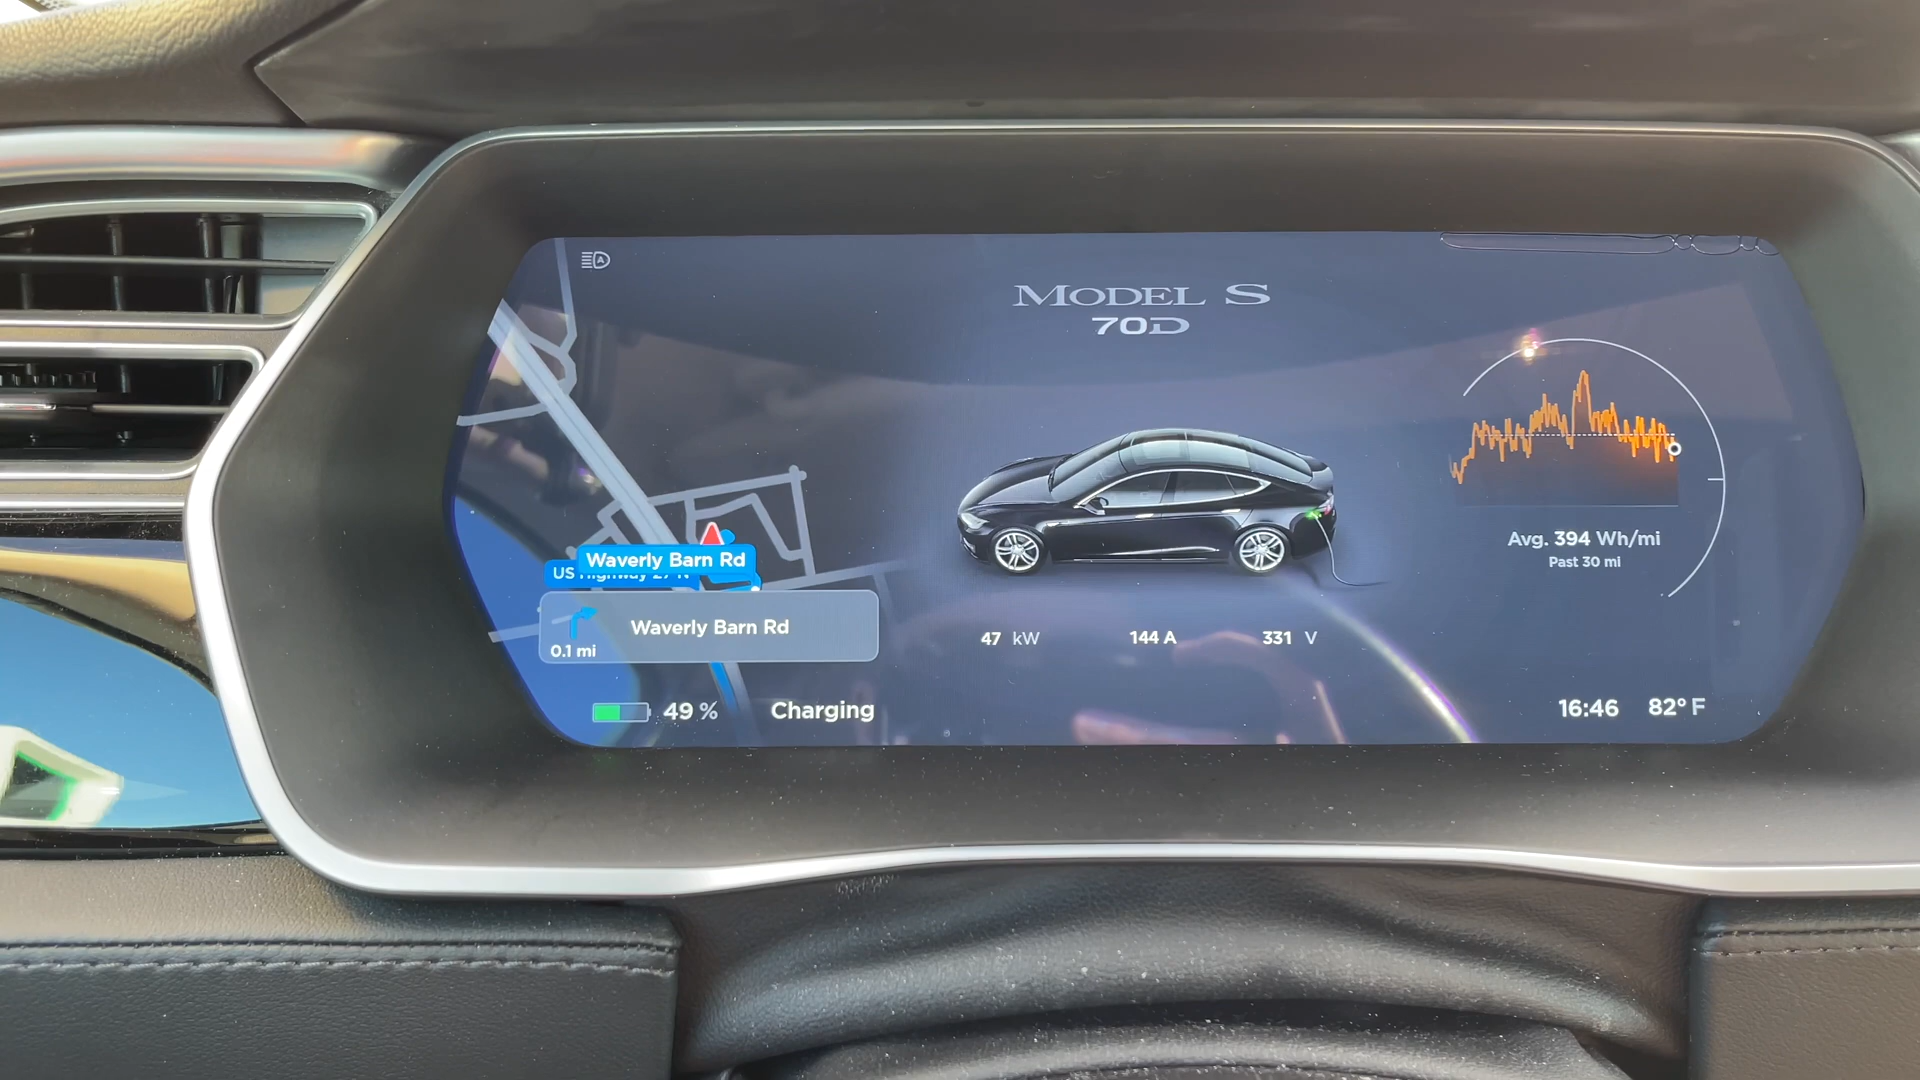 A
MODEL S
70D
Waverly Barn Rd
US Highway 27 N
Waverly Barn Rd
0.1 mi
Avg. 394 Wh/mi
Past 30 mi
47 kW
144 A
331 V
49 %
Charging
16:46
82° F